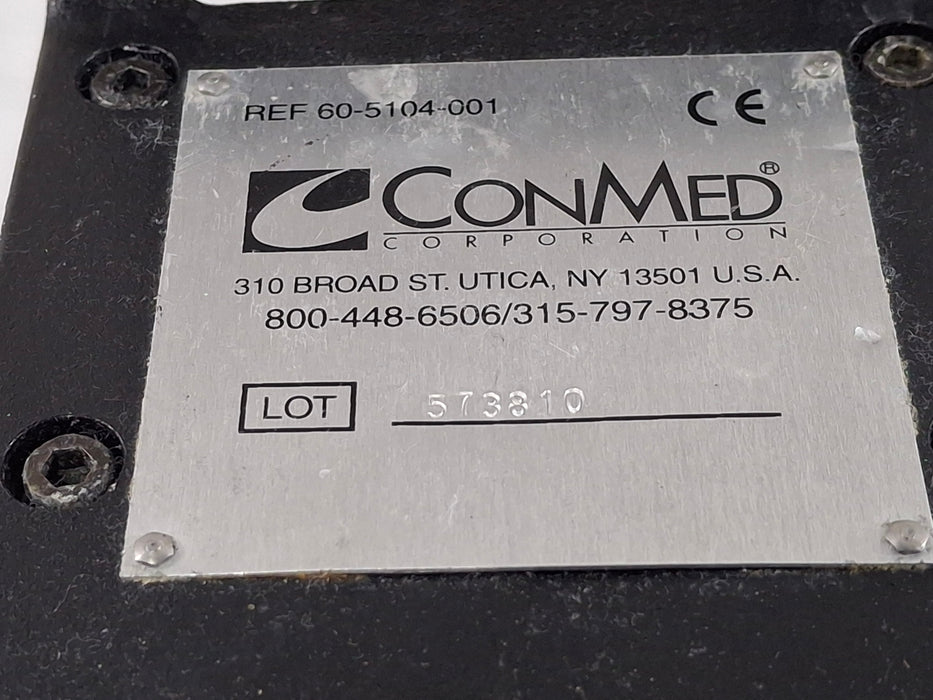 REF 60-5104-001
CE
CONMED®
CORPORATION
310 BROAD ST. UTICA, NY 13501 U.S.A.
800-448-6506/315-797-8375
LOT 573810